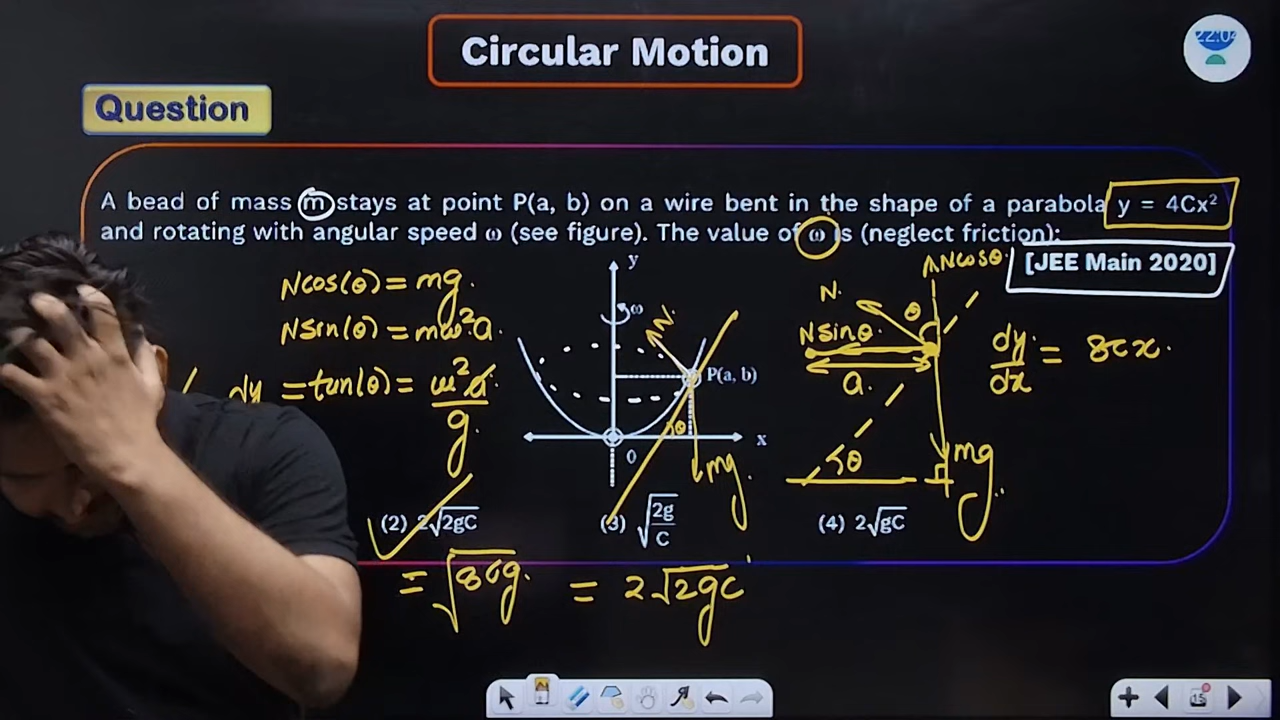 Circular Motion
22:04
Question
A bead of mass m stays at point P(a, b) on a wire bent in the shape of a parabola y = 4Cx²
and rotating with angular speed ω (see figure). The value of ω is (neglect friction):
[JEE Main 2020]
Ncos(θ) = mg.
Nsin(θ) = mω²a.
dy = tan(θ) = ω²a
g.
y
ω
N.
P(a, b)
θ
x
0
mg.
Ncosθ.
N.
θ
Nsinθ.
a.
θ
mg.
dy = 8cx.
dx
(2) 2√2gC
(3) √2g
C
(4) 2√gC
= √8cg. = 2√2gc
15